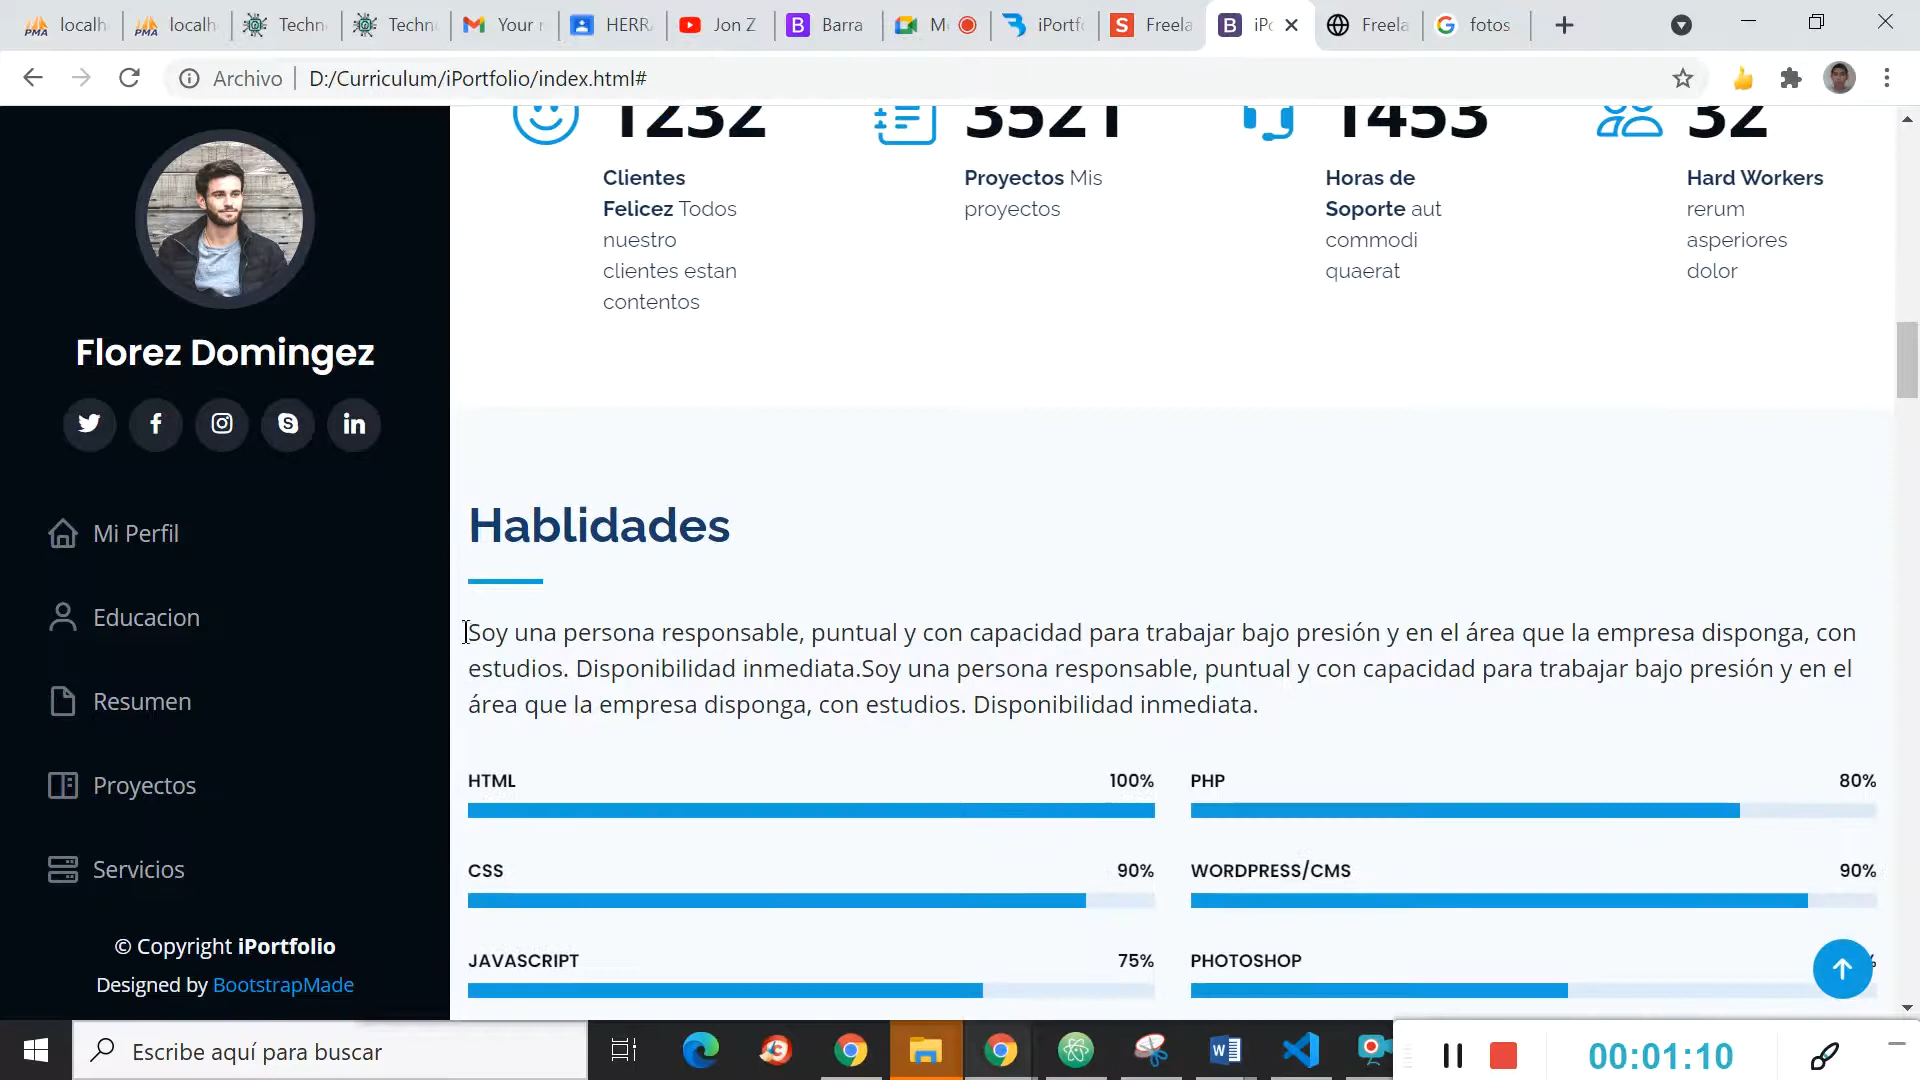 localh
localh
Techn
Techn
Your r
HERRA
Jon Z
Barra
M
iPortf
Freela
iPo
Freela
fotos
Archivo
D:/Curriculum/iPortfolio/index.html#
1232
3521
1453
32
Clientes
Felicez Todos
nuestro
clientes estan
contentos
Proyectos Mis
proyectos
Horas de
Soporte aut
commodi
quaerat
Hard Workers
rerum
asperiores
dolor
Florez Domingez
Mi Perfil
Educacion
Resumen
Proyectos
Servicios
© Copyright iPortfolio
Designed by BootstrapMade
Hablidades
Soy una persona responsable, puntual y con capacidad para trabajar bajo presión y en el área que la empresa disponga, con
estudios. Disponibilidad inmediata.Soy una persona responsable, puntual y con capacidad para trabajar bajo presión y en el
área que la empresa disponga, con estudios. Disponibilidad inmediata.
HTML 100%
PHP 80%
CSS 90%
WORDPRESS/CMS 90%
JAVASCRIPT 75%
PHOTOSHOP
Escribe aquí para buscar
00:01:10